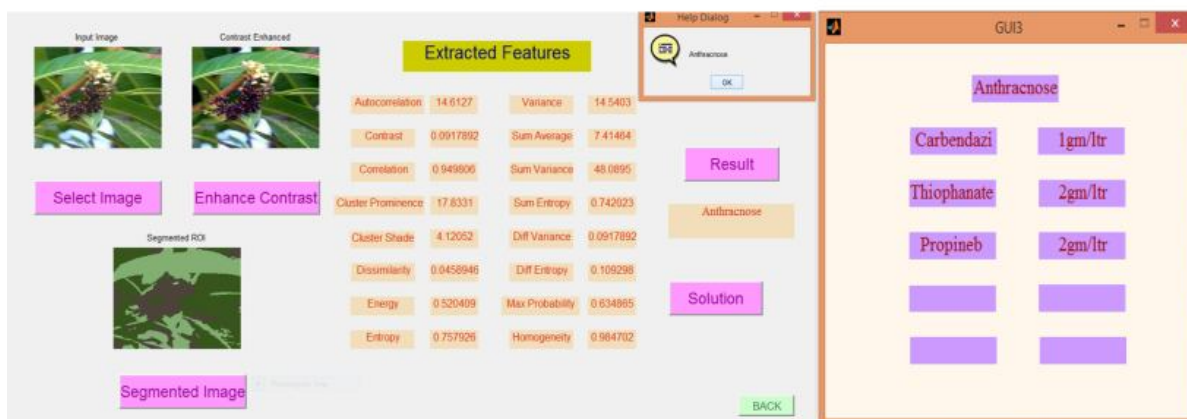 Input Image
Contrast Enhanced
Select Image
Enhance Contrast
Segmented ROI
Segmented Image
Extracted Features
Autocorrelation 14.6127 Variance 14.5403
Contrast 0.0917892 Sum Average 7.41464
Correlation 0.949806 Sum Variance 48.0895
Cluster Prominence 17.8331 Sum Entropy 0.742023
Cluster Shade 4.12052 Diff Variance 0.0917892
Dissimilarity 0.0458946 Diff Entropy 0.109298
Energy 0.520409 Max Probability 0.634865
Entropy 0.757926 Homogeneity 0.984702
Help Dialog
Anthracnose
OK
Result
Anthracnose
Solution
BACK
GUI3
Anthracnose
Carbendazi 1gm/ltr
Thiophanate 2gm/ltr
Propineb 2gm/ltr